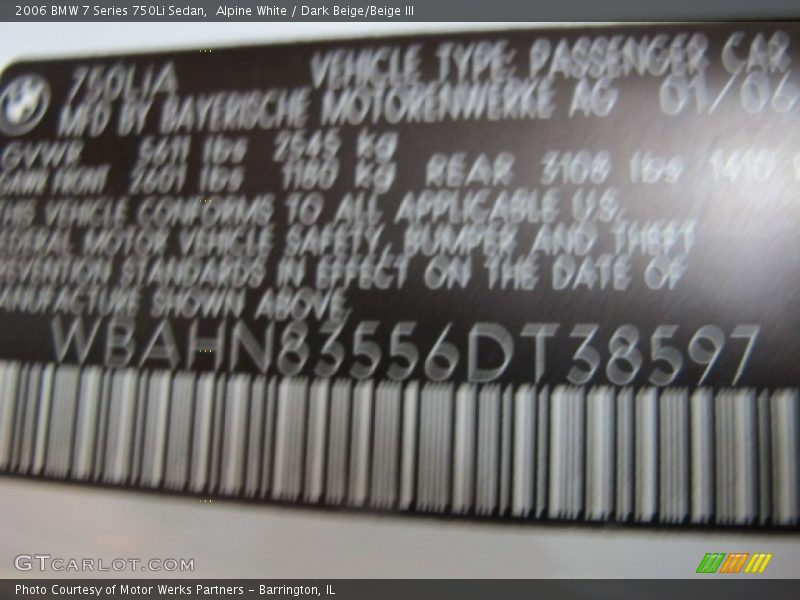 2006 BMW 7 Series 750Li Sedan,  Alpine White / Dark Beige/Beige III
750LIA VEHICLE TYPE: PASSENGER CAR
MFD BY BAYERISCHE MOTORENWERKE AG 01/06
GVWR 5611 lbs 2545 kg
GAWR FRONT 2601 lbs 1180 kg REAR 3108 lbs 1410
THIS VEHICLE CONFORMS TO ALL APPLICABLE U.S.
FEDERAL MOTOR VEHICLE SAFETY, BUMPER AND THEFT
PREVENTION STANDARDS IN EFFECT ON THE DATE OF
MANUFACTURE SHOWN ABOVE
WBAHN83556DT38597
GTCARLOT.COM
Photo Courtesy of Motor Werks Partners - Barrington, IL